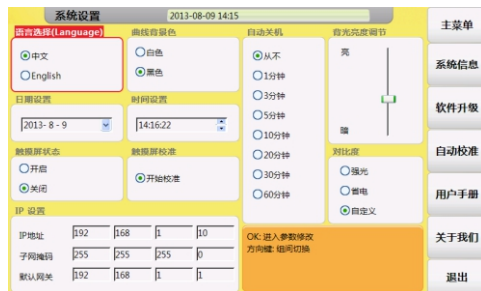 系统设置 2013-08-09 14:15
语言选择(Language)
中文
English
曲线背景色
白色
黑色
自动关机
从不
1分钟
3分钟
5分钟
10分钟
20分钟
30分钟
60分钟
背光亮度调节
亮
暗
日期设置
2013- 8 - 9
时间设置
14:16:22
触摸屏状态
开启
关闭
触摸屏校准
开始校准
对比度
强光
省电
自定义
IP 设置
IP地址 192 168 1 10
子网掩码 255 255 255 0
默认网关 192 168 1 1
OK: 进入参数修改
方向键: 组间切换
主菜单
系统信息
软件升级
自动校准
用户手册
关于我们
退出